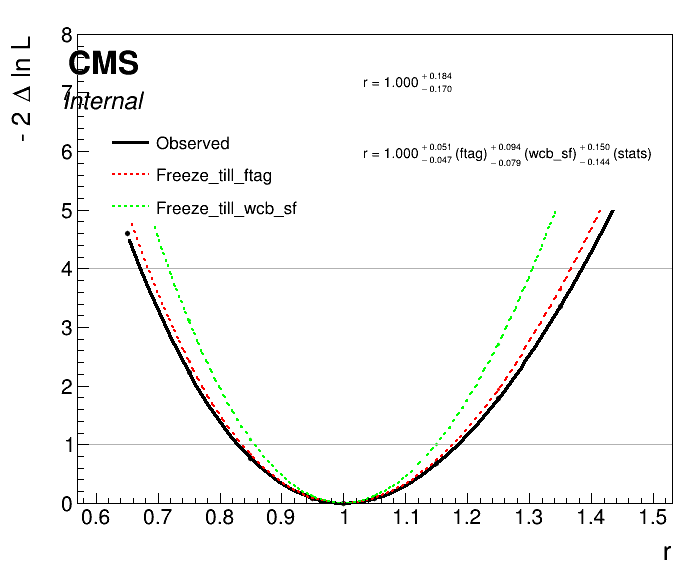 - 2 Δ ln L
8
CMS
7
Internal
r = 1.000 + 0.184 - 0.170
6
r = 1.000 + 0.051 - 0.047 (ftag) + 0.094 - 0.079 (wcb_sf) + 0.150 - 0.144 (stats)
Observed
Freeze_till_ftag
Freeze_till_wcb_sf
5
4
3
2
1
0
0.6 0.7 0.8 0.9 1 1.1 1.2 1.3 1.4 1.5
r